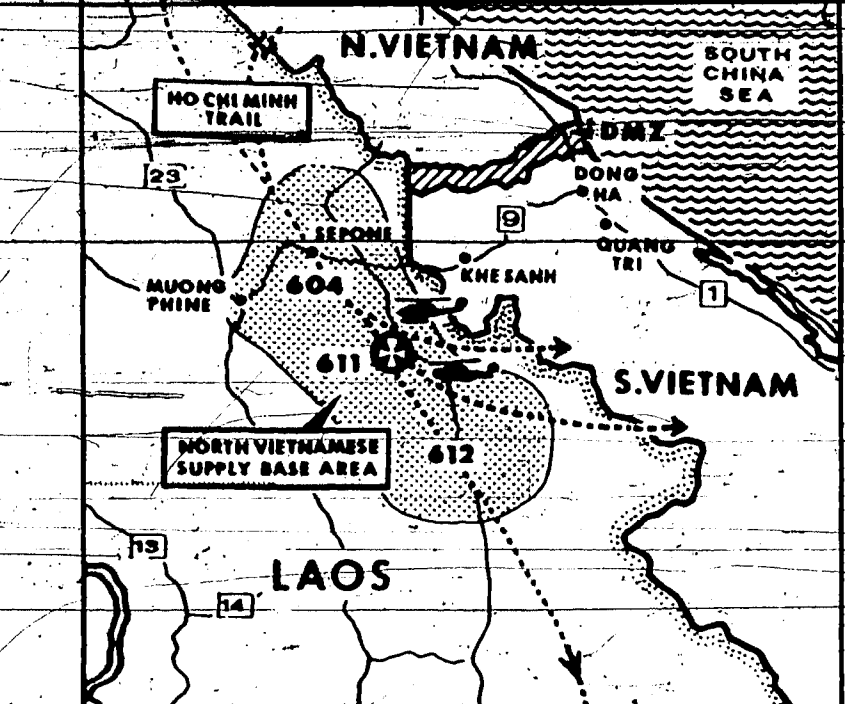 N.VIETNAM
SOUTH
CHINA
SEA
HO CHI MINH
TRAIL
DMZ
23
DONG
HA
9
SEPONE
QUANG
TRI
KHE SANH
MUONG
PHINE
604
1
611
S.VIETNAM
NORTH VIETNAMESE
SUPPLY BASE AREA
612
13
LAOS
14